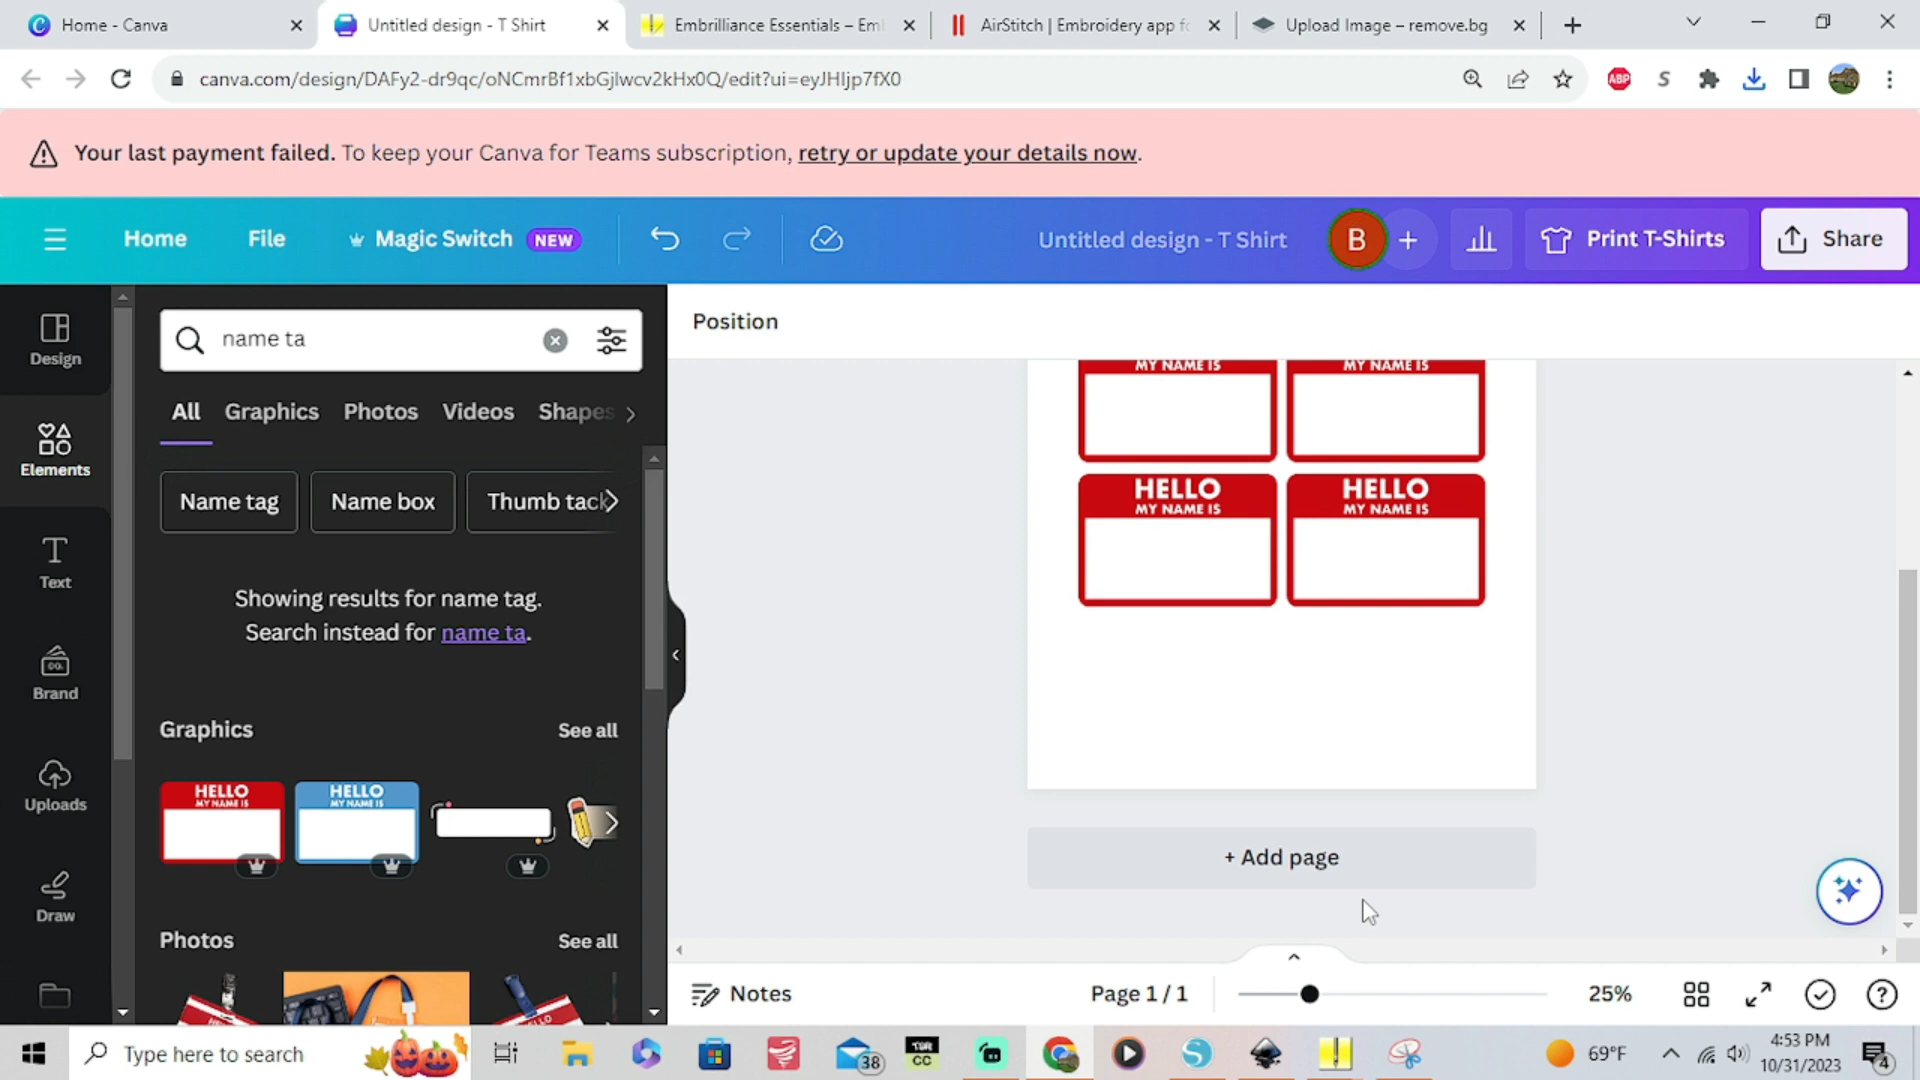 Home - Canva
Untitled design - T Shirt
Embrilliance Essentials – Em
AirStitch | Embroidery app fo
Upload Image – remove.bg
canva.com/design/DAFy2-dr9qc/oNCmrBf1xbGjlwcv2kHx0Q/edit?ui=eyJHIjp7fX0
ABP
S
Your last payment failed. To keep your Canva for Teams subscription, retry or update your details now.
Home
File
Magic Switch
NEW
Untitled design - T Shirt
B
+
Print T-Shirts
Share
Design
Elements
Text
Brand
Uploads
Draw
name ta
All
Graphics
Photos
Videos
Shapes
Name tag
Name box
Thumb tack
Showing results for name tag.
Search instead for name ta.
Graphics
See all
HELLO
MY NAME IS
HELLO
MY NAME IS
Photos
See all
Position
MY NAME IS
MY NAME IS
HELLO
MY NAME IS
HELLO
MY NAME IS
+ Add page
Notes
Page 1 / 1
25%
Type here to search
38
CC
69°F
4:53 PM
10/31/2023
4